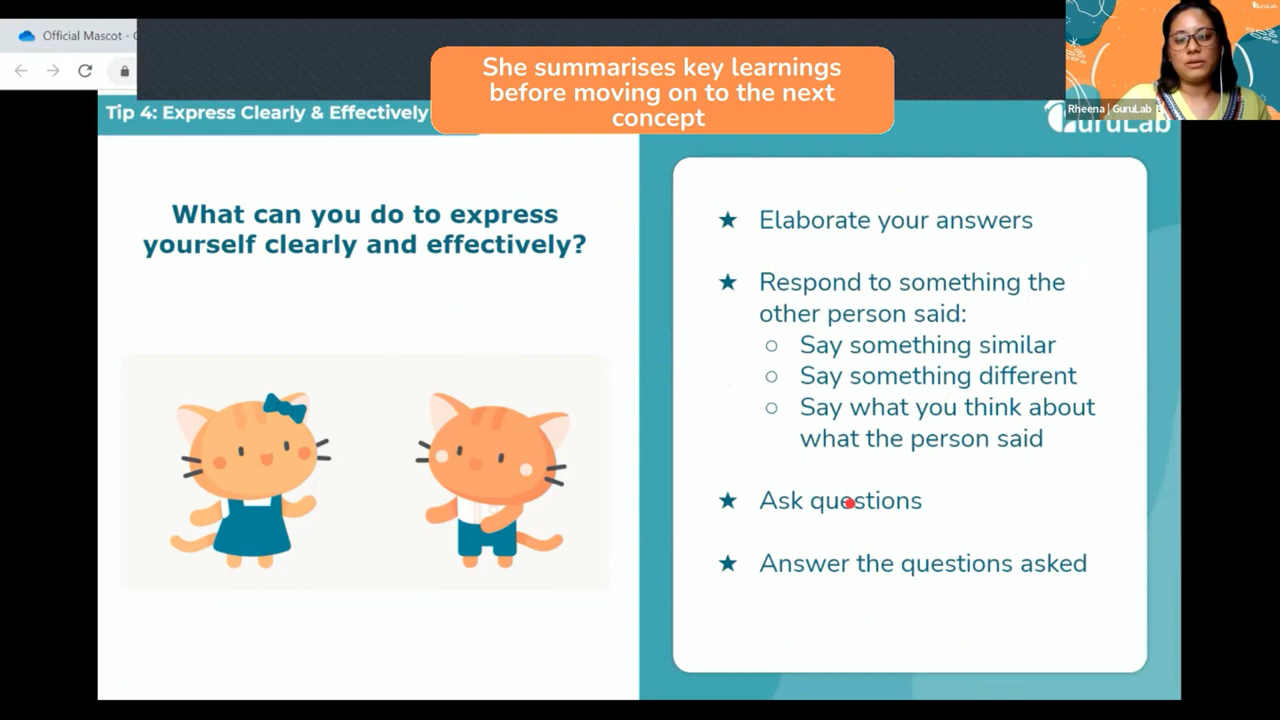 Official Mascot -
She summarises key learnings
before moving on to the next
concept
Tip 4: Express Clearly & Effectively
Rheena | GuruLab
GuruLab
What can you do to express
yourself clearly and effectively?
★ Elaborate your answers
★ Respond to something the
other person said:
○ Say something similar
○ Say something different
○ Say what you think about
what the person said
★ Ask questions
★ Answer the questions asked